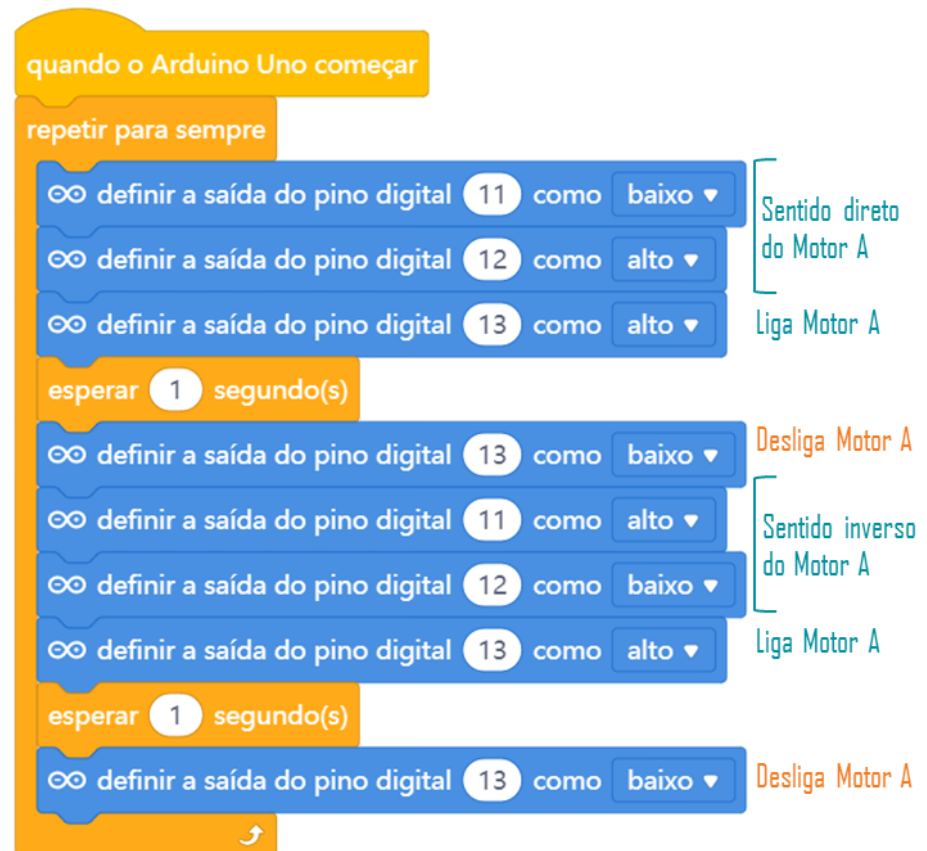 quando o Arduino Uno começar
repetir para sempre
definir a saída do pino digital 11 como baixo
Sentido direto
do Motor A
definir a saída do pino digital 12 como alto
definir a saída do pino digital 13 como alto
Liga Motor A
esperar 1 segundo(s)
definir a saída do pino digital 13 como baixo
Desliga Motor A
definir a saída do pino digital 11 como alto
Sentido inverso
do Motor A
definir a saída do pino digital 12 como baixo
definir a saída do pino digital 13 como alto
Liga Motor A
esperar 1 segundo(s)
definir a saída do pino digital 13 como baixo
Desliga Motor A